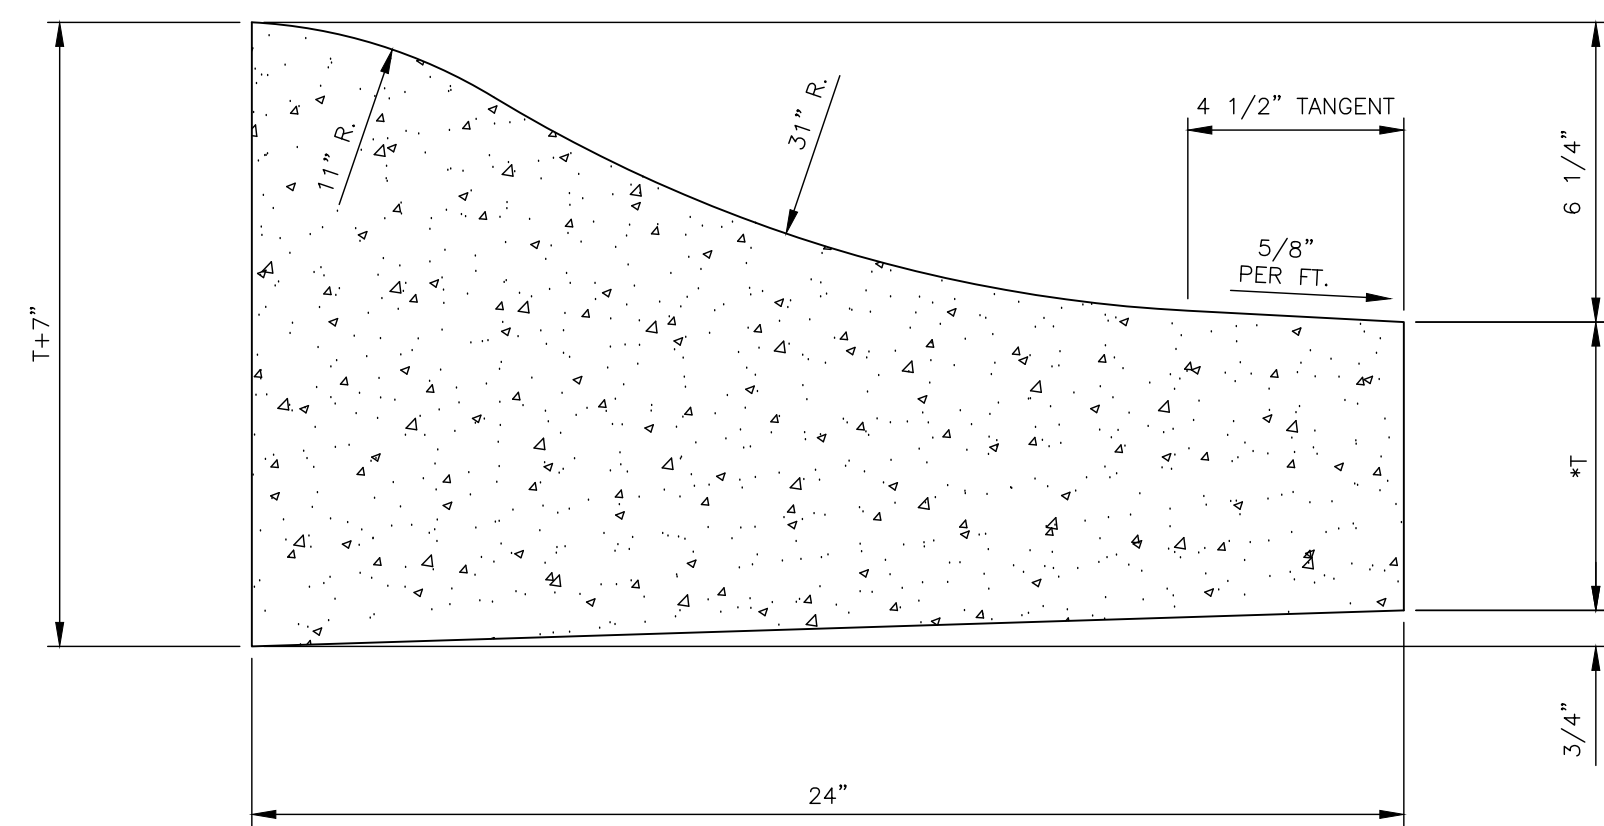 4 1/2” TANGENT
31” R.
11” R.
6 1/4”
5/8”
PER FT.
T+7”
*T
3/4”
24”